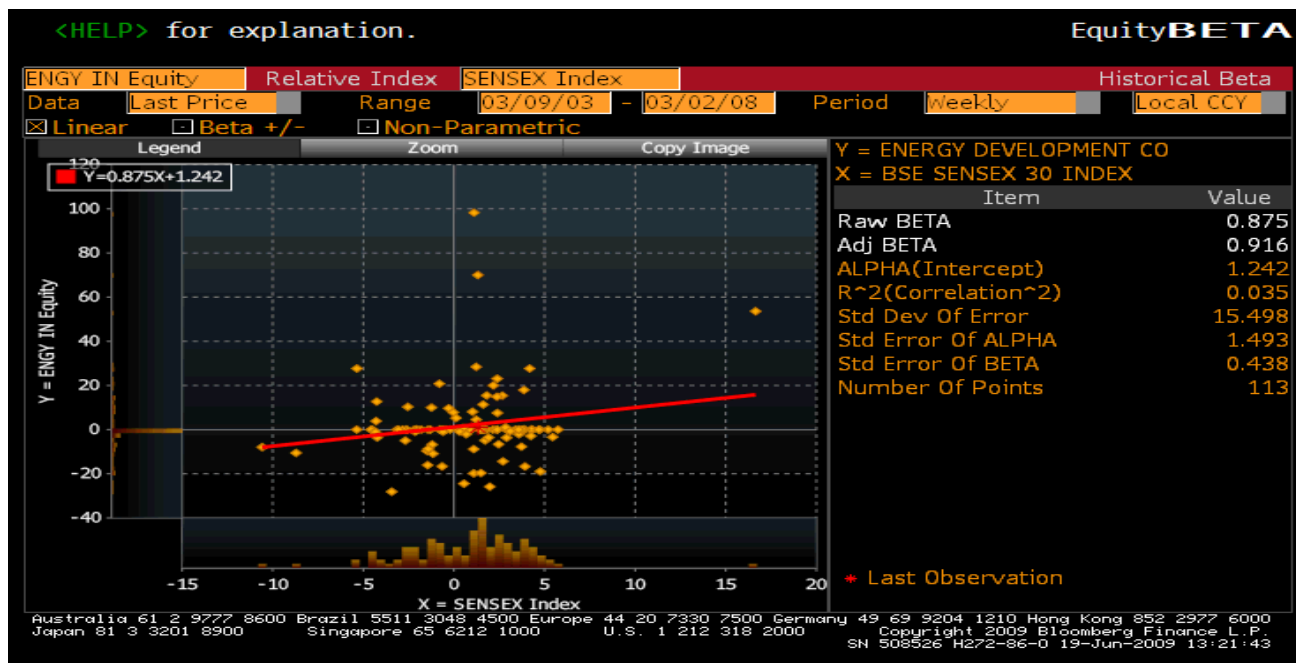 <HELP> for explanation. EquityBETA
ENGY IN Equity Relative Index SENSEX Index Historical Beta
Data Last Price Range 03/09/03 - 03/02/08 Period Weekly Local CCY
Linear Beta +/- Non-Parametric
Legend Zoom Copy Image
Y=0.875X+1.242
120
100
80
60
40
20
0
-20
-40
Y = ENGY IN Equity
-15 -10 -5 0 5 10 15 20
X = SENSEX Index
Y = ENERGY DEVELOPMENT CO
X = BSE SENSEX 30 INDEX
Item Value
Raw BETA 0.875
Adj BETA 0.916
ALPHA(Intercept) 1.242
R^2(Correlation^2) 0.035
Std Dev Of Error 15.498
Std Error Of ALPHA 1.493
Std Error Of BETA 0.438
Number Of Points 113
* Last Observation
Australia 61 2 9777 8600 Brazil 5511 3048 4500 Europe 44 20 7330 7500 Germany 49 69 9204 1210 Hong Kong 852 2977 6000
Japan 81 3 3201 8900 Singapore 65 6212 1000 U.S. 1 212 318 2000 Copyright 2009 Bloomberg Finance L.P.
SN 508526 H272-86-0 19-Jun-2009 13:21:43